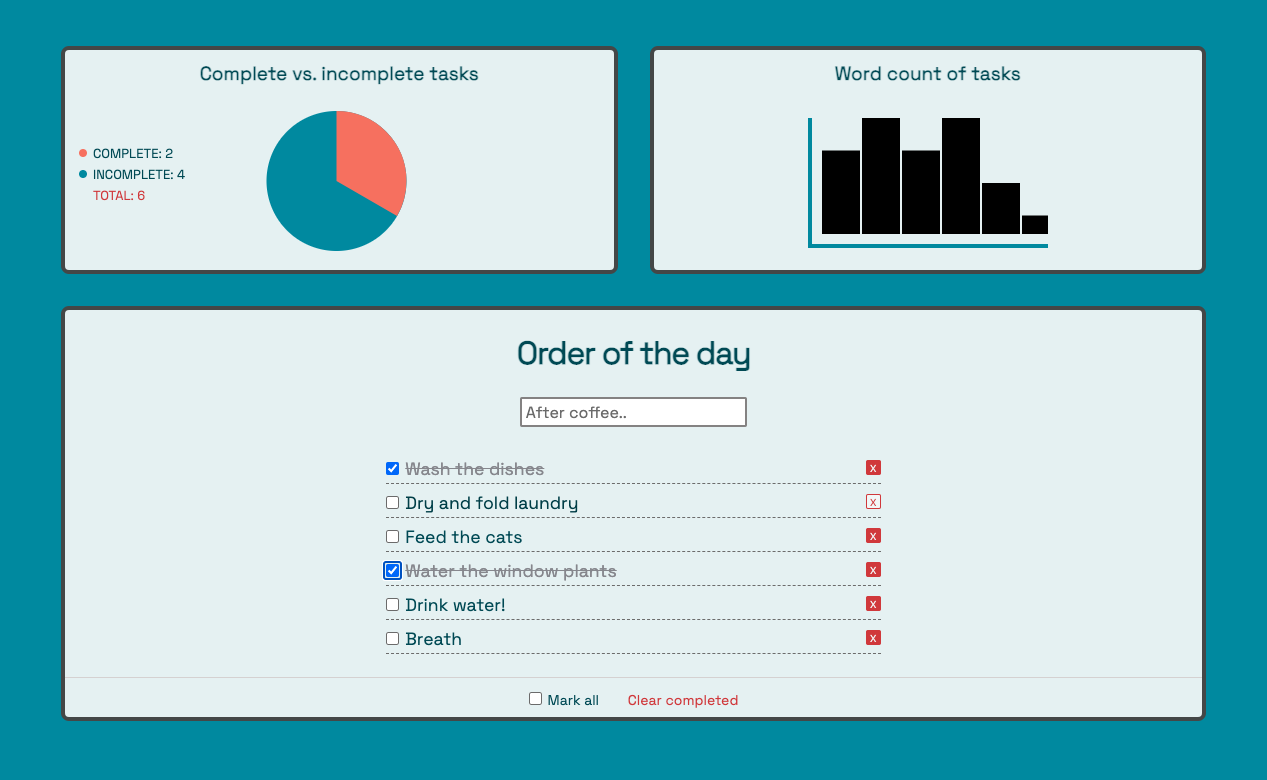 Complete vs. incomplete tasks
COMPLETE: 2
INCOMPLETE: 4
TOTAL: 6
Word count of tasks
Order of the day
After coffee..
Wash the dishes x
Dry and fold laundry x
Feed the cats x
Water the window plants x
Drink water! x
Breath x
Mark all Clear completed